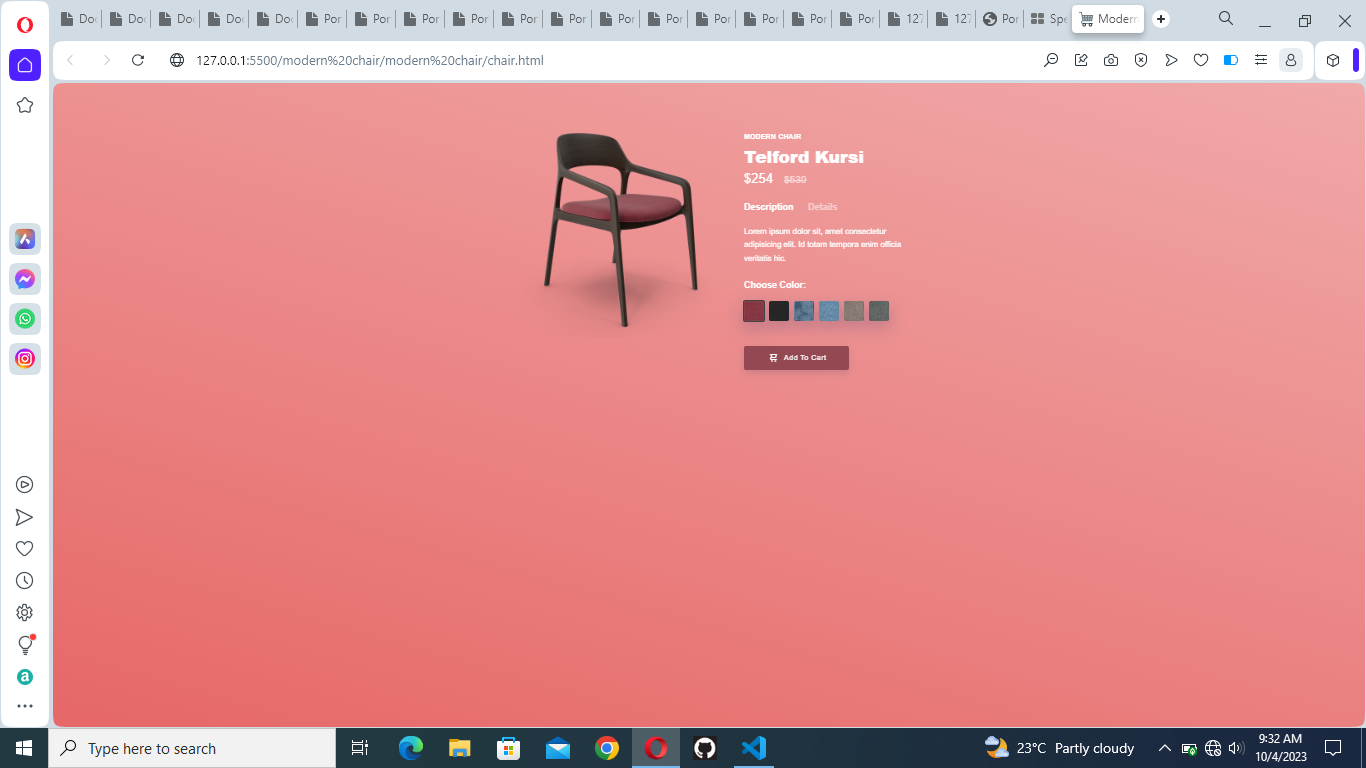 Do
Do
Do
Do
Do
Por
Por
Por
Por
Por
Por
Por
Por
Por
Por
Por
Por
127
127
Por
Spe
Modern
127.0.0.1:5500/modern%20chair/modern%20chair/chair.html
MODERN CHAIR
Telford Kursi
$254 $530
Description Details
Lorem ipsum dolor sit, amet consectetur
adipisicing elit. Id totam tempora enim officia
veritatis hic.
Choose Color:
Add To Cart
Type here to search
23°C Partly cloudy
9:32 AM
10/4/2023